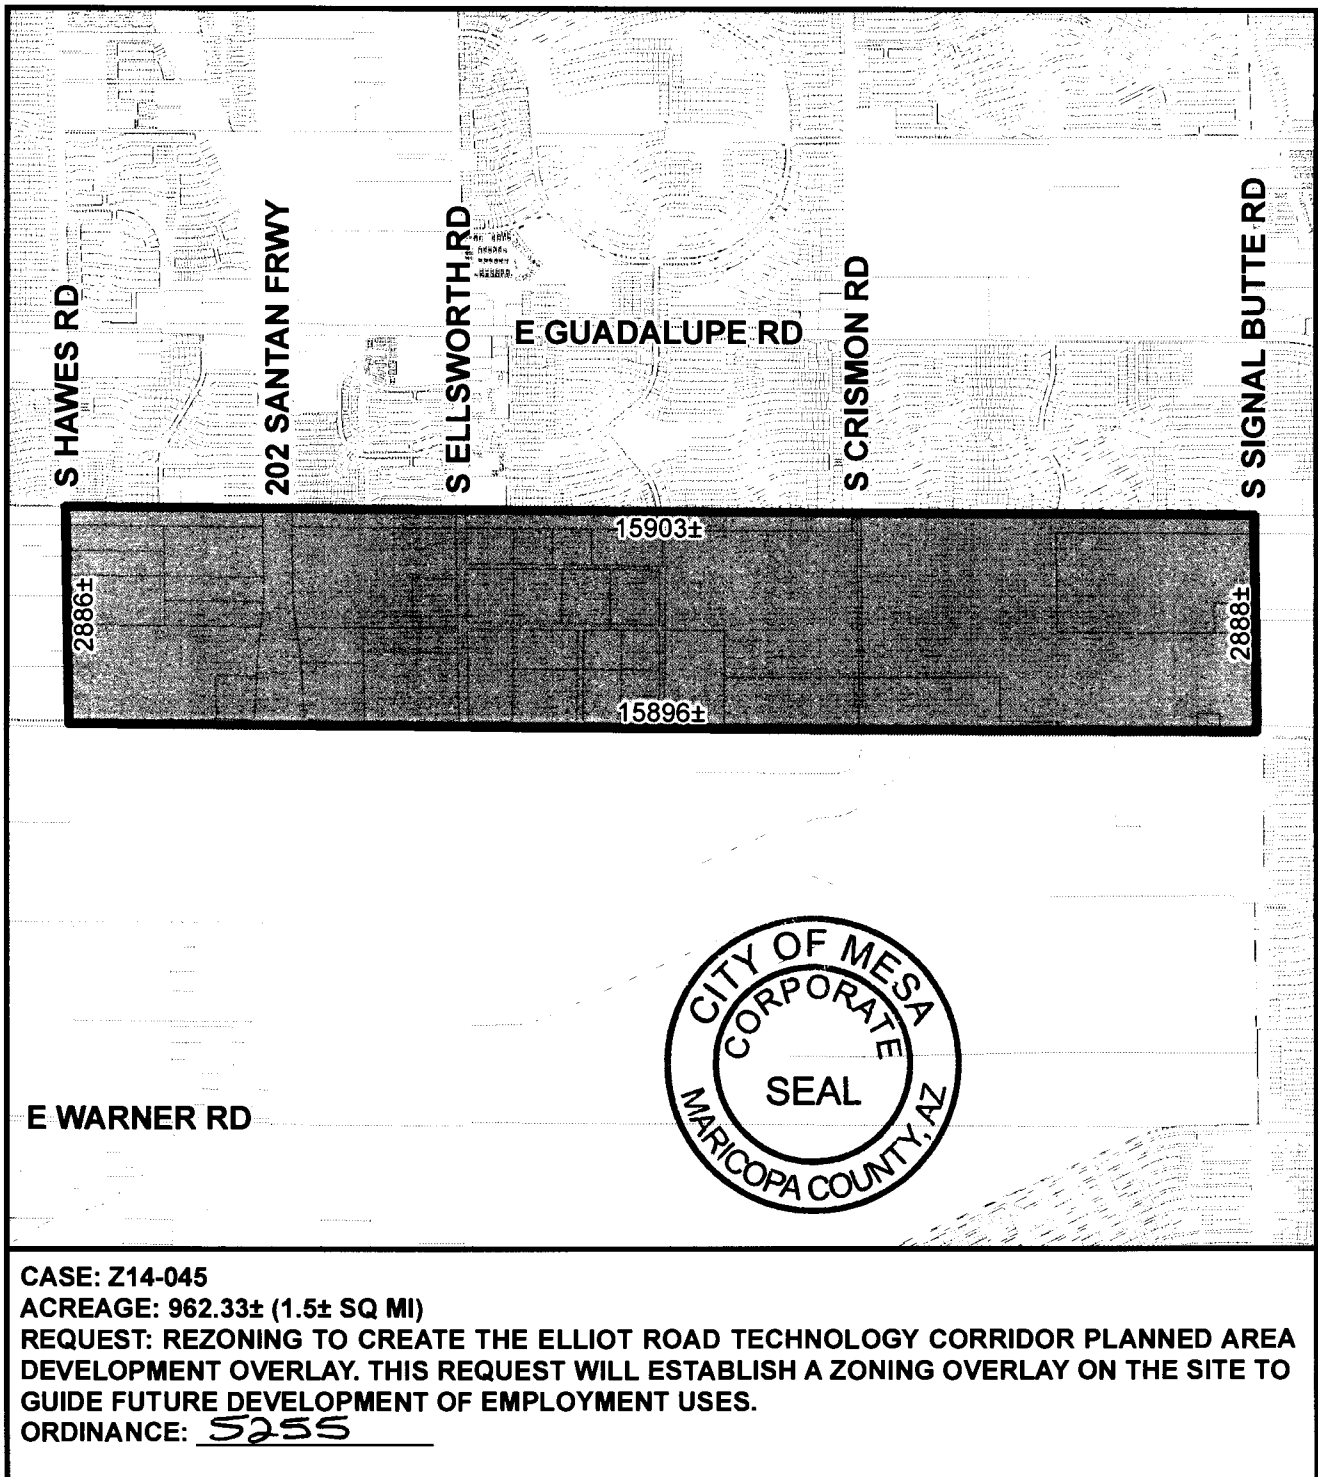 S HAWES RD
202 SANTAN FRWY
S ELLSWORTH RD
E GUADALUPE RD
S CRISMON RD
S SIGNAL BUTTE RD
15903±
2886±
2888±
15896±
CITY OF MESA
CORPORATE
SEAL
MARICOPA COUNTY, AZ
E WARNER RD
CASE: Z14-045
ACREAGE: 962.33± (1.5± SQ MI)
REQUEST: REZONING TO CREATE THE ELLIOT ROAD TECHNOLOGY CORRIDOR PLANNED AREA
DEVELOPMENT OVERLAY. THIS REQUEST WILL ESTABLISH A ZONING OVERLAY ON THE SITE TO
GUIDE FUTURE DEVELOPMENT OF EMPLOYMENT USES.
ORDINANCE: 5255